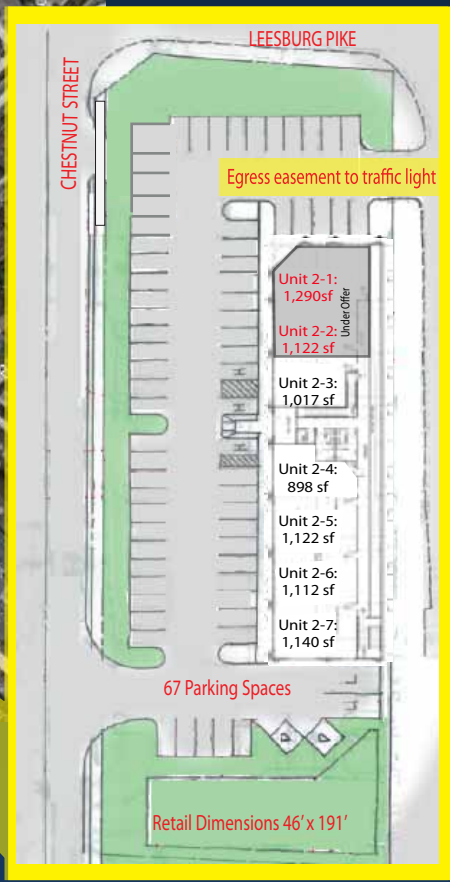 LEESBURG PIKE
CHESTNUT STREET
Egress easement to traffic light
Unit 2-1:
1,290sf
Under Offer
Unit 2-2:
1,122 sf
Unit 2-3:
1,017 sf
H
H
H
Unit 2-4:
898 sf
Unit 2-5:
1,122 sf
Unit 2-6:
1,112 sf
Unit 2-7:
1,140 sf
67 Parking Spaces
Retail Dimensions 46’ x 191’